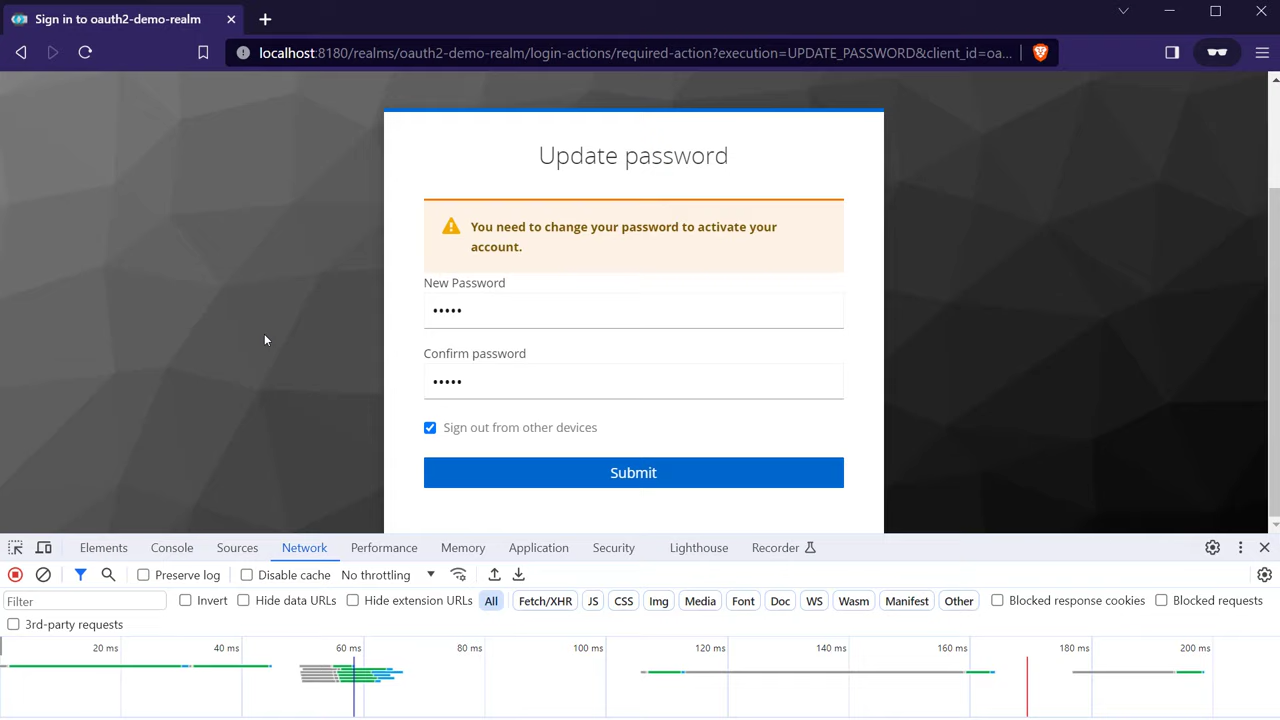 Sign in to oauth2-demo-realm
localhost:8180/realms/oauth2-demo-realm/login-actions/required-action?execution=UPDATE_PASSWORD&client_id=oa...
Update password
You need to change your password to activate your
account.
New Password
•••••
Confirm password
•••••
Sign out from other devices
Submit
Elements Console Sources Network Performance Memory Application Security Lighthouse Recorder
Preserve log Disable cache No throttling
Filter Invert Hide data URLs Hide extension URLs All Fetch/XHR JS CSS Img Media Font Doc WS Wasm Manifest Other Blocked response cookies Blocked requests
3rd-party requests
20 ms 40 ms 60 ms 80 ms 100 ms 120 ms 140 ms 160 ms 180 ms 200 ms